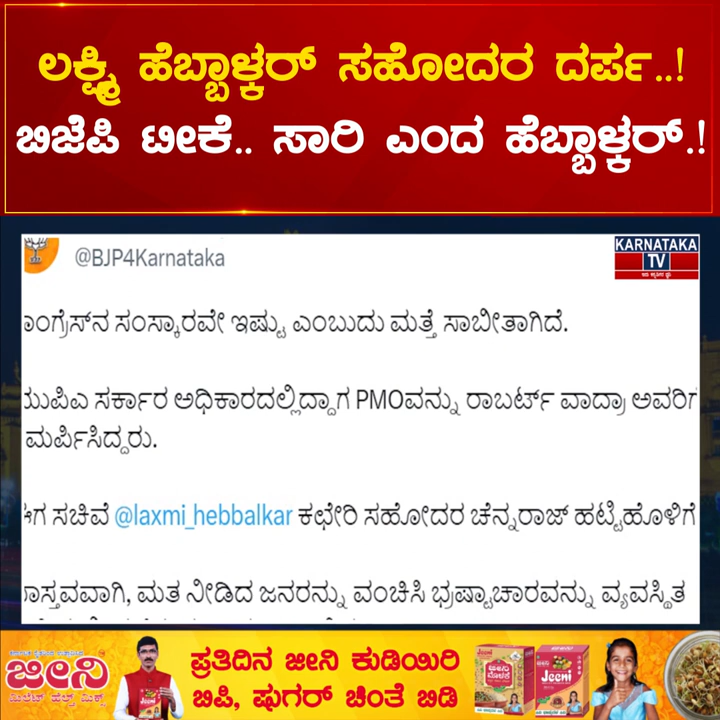 ಲಕ್ಷ್ಮಿ ಹೆಬ್ಬಾಳ್ಕರ್ ಸಹೋದರ ದರ್ಪ..!
ಬಿಜೆಪಿ ಟೀಕೆ.. ಸಾರಿ ಎಂದ ಹೆಬ್ಬಾಳ್ಕರ್.!
@BJP4Karnataka
KARNATAKA
TV
ಾಂಗ್ರೆಸ್‌ನ ಸಂಸ್ಕಾರವೇ ಇಷ್ಟು ಎಂಬುದು ಮತ್ತೆ ಸಾಬೀತಾಗಿದೆ.
ಯುಪಿಎ ಸರ್ಕಾರ ಅಧಿಕಾರದಲ್ಲಿದ್ದಾಗ PMOವನ್ನು ರಾಬರ್ಟ್ ವಾದ್ರಾ ಅವರಿಗ
ಮರ್ಪಿಸಿದ್ದರು.
ಈಗ ಸಚಿವೆ @laxmi_hebbalkar ಕಛೇರಿ ಸಹೋದರ ಚೆನ್ನರಾಜ್ ಹಟ್ಟಿಹೊಳಿಗೆ
ಾಸ್ತವವಾಗಿ, ಮತ ನೀಡಿದ ಜನರನ್ನು ವಂಚಿಸಿ ಭ್ರಷ್ಟಾಚಾರವನ್ನು ವ್ಯವಸ್ಥಿತ
ಜೀನಿ
ಮಿಲೆಟ್ ಹೆಲ್ತ್ ಮಿಕ್ಸ್
ಪ್ರತಿದಿನ ಜೀನಿ ಕುಡಿಯಿರಿ
ಬಿಪಿ, ಷುಗರ್ ಚಿಂತೆ ಬಿಡಿ
Jeeni